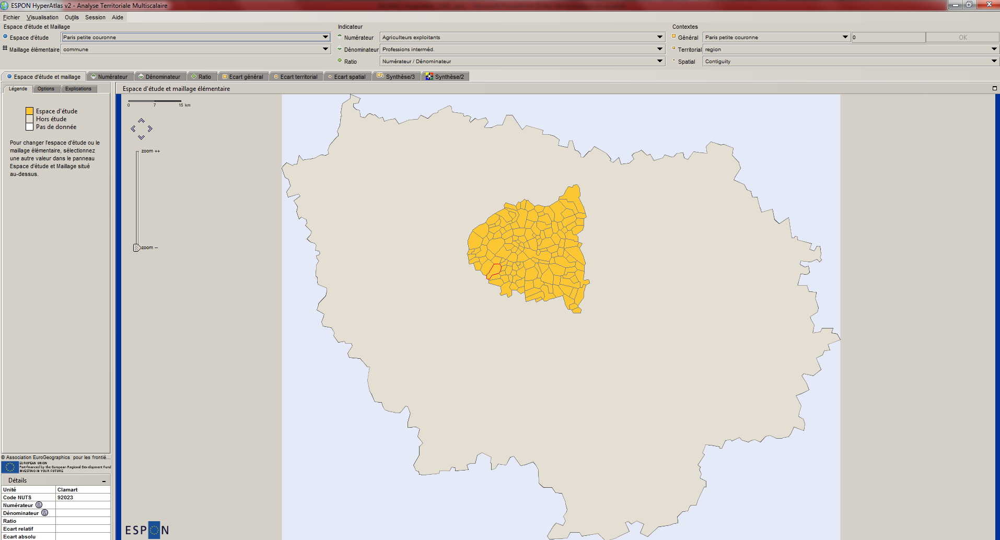 ESPON HyperAtlas v2 - Analyse Territoriale Multiscalaire
Fichier Visualisation Outils Session Aide
Espace d'étude et Maillage
Espace d'étude Paris petite couronne
Maillage élémentaire commune
Indicateur
Numérateur Agriculteurs exploitants
Dénominateur Professions interméd.
Ratio Numérateur / Dénominateur
Contextes
Général Paris petite couronne 0 OK
Territorial region
Spatial Contiguity
Espace d'étude et maillage Numérateur Dénominateur Ratio Ecart général Ecart territorial Ecart spatial Synthèse/3 Synthèse/2
Légende Options Explications
Espace d'étude
Hors étude
Pas de donnée
Pour changer l'espace d'étude ou le
maillage élémentaire, sélectionnez
une autre valeur dans le panneau
Espace d'étude et Maillage situé
au-dessus.
Espace d'étude et maillage élémentaire
0 7 15 km
zoom ++
zoom --
© Association EuroGeographics pour les frontiè...
EUROPEAN UNION
Part-financed by the European Regional Development Fund
INVESTING IN YOUR FUTURE
Détails
Unité Clamart
Code NUTS 92023
Numérateur
Dénominateur
Ratio
Ecart relatif
Ecart absolu
ESPON